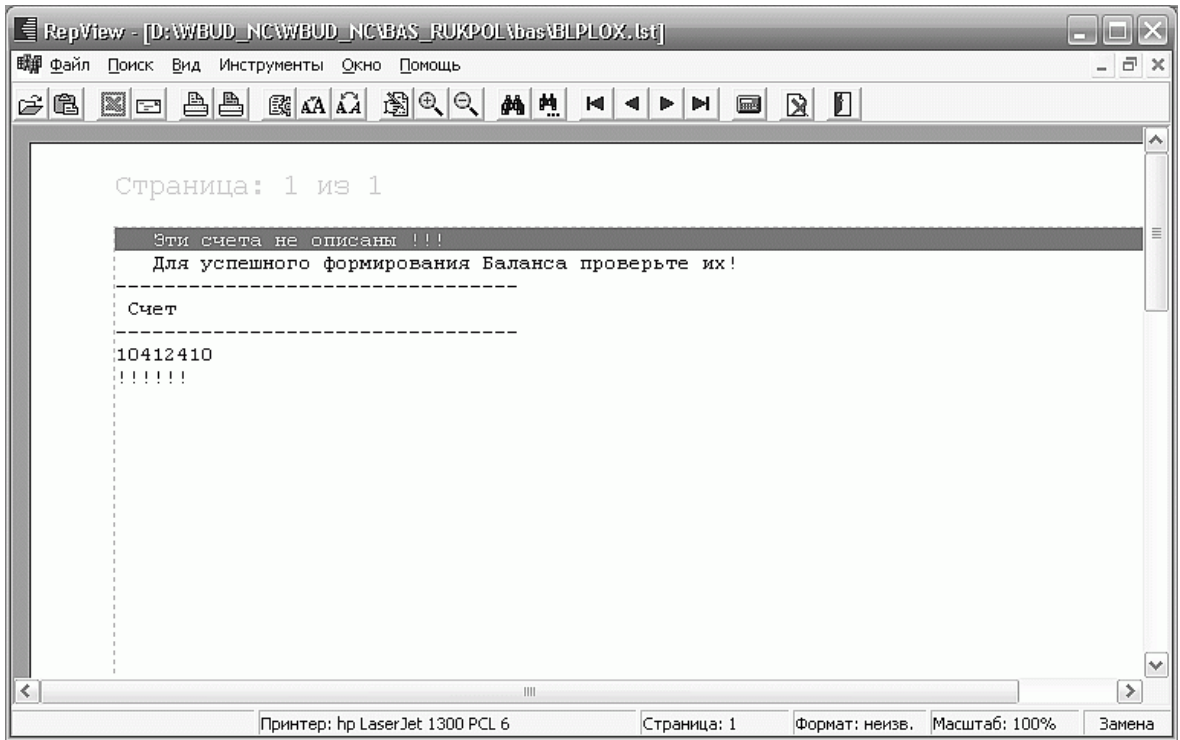 RepView - [D:\WBUD_NC\WBUD_NC\BAS_RUKPOL\bas\BLPLOX.lst]
Файл Поиск Вид Инструменты Окно Помощь
Страница: 1 из 1
Эти счета не описаны !!!
Для успешного формирования Баланса проверьте их!
---------------------------------
Счет
---------------------------------
10412410
!!!!!!
Принтер: hp LaserJet 1300 PCL 6 Страница: 1 Формат: неизв. Масштаб: 100% Замена